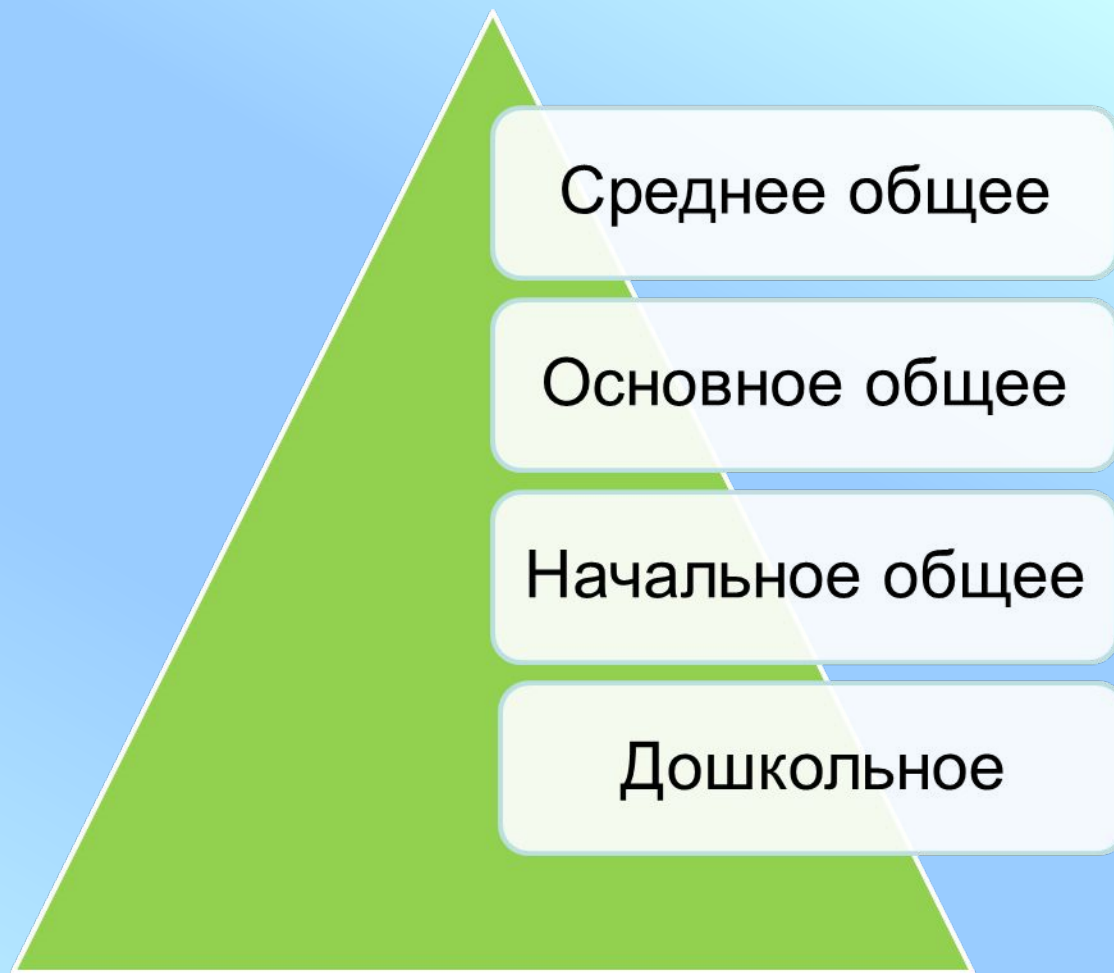 Среднее общее
Основное общее
Начальное общее
Дошкольное